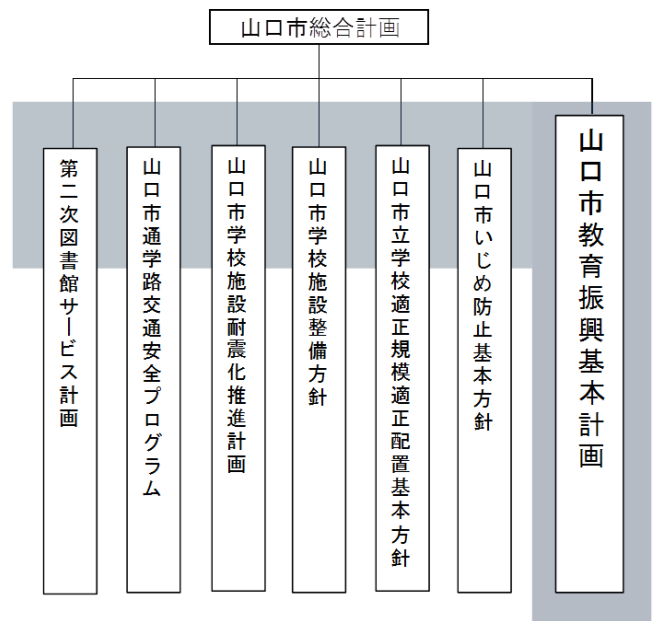 山口市総合計画
山口市教育振興基本計画
山口市いじめ防止基本方針
山口市立学校適正規模適正配置基本方針
山口市学校施設整備方針
山口市学校施設耐震化推進計画
山口市通学路交通安全プログラム
第二次図書館サービス計画